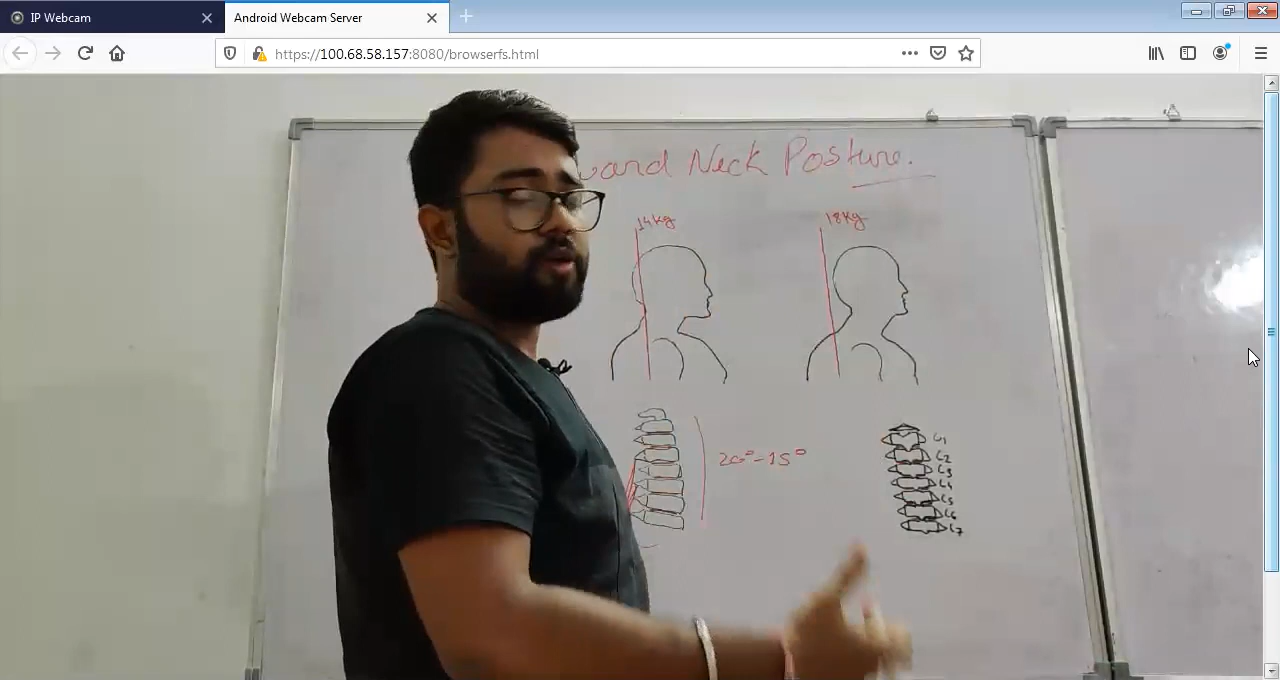 IP Webcam
Android Webcam Server
https://100.68.58.157:8080/browserfs.html
Neck Posture.
14kg
18kg
20°-15°
C1
C2
C3
C4
C5
C6
C7